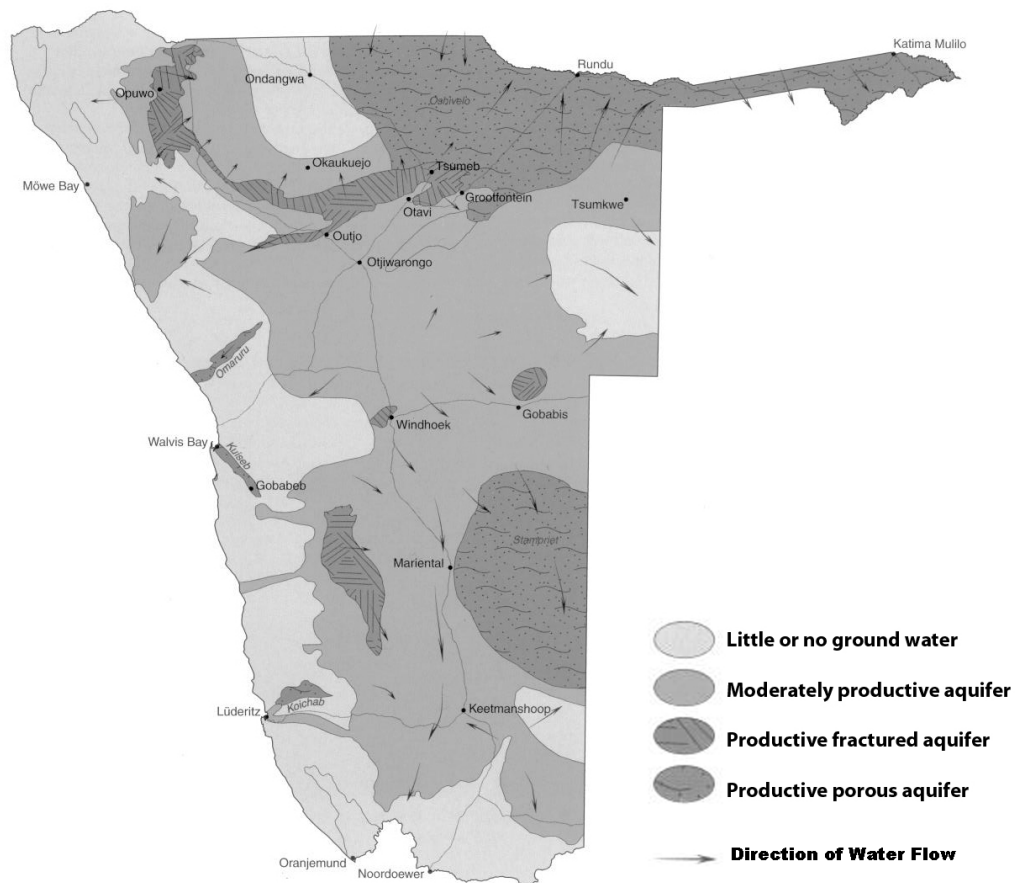 Katima Mulilo
Rundu
Ondangwa
Opuwo
Oshivelo
Okaukuejo
Tsumeb
Möwe Bay
Grootfontein
Otavi
Tsumkwe
Outjo
Otjiwarongo
Omaruru
Gobabis
Windhoek
Walvis Bay
Kuiseb
Gobabeb
Stampriet
Mariental
Little or no ground water
Moderately productive aquifer
Koichab
Lüderitz
Keetmanshoop
Productive fractured aquifer
Productive porous aquifer
Direction of Water Flow
Oranjemund
Noordoewer